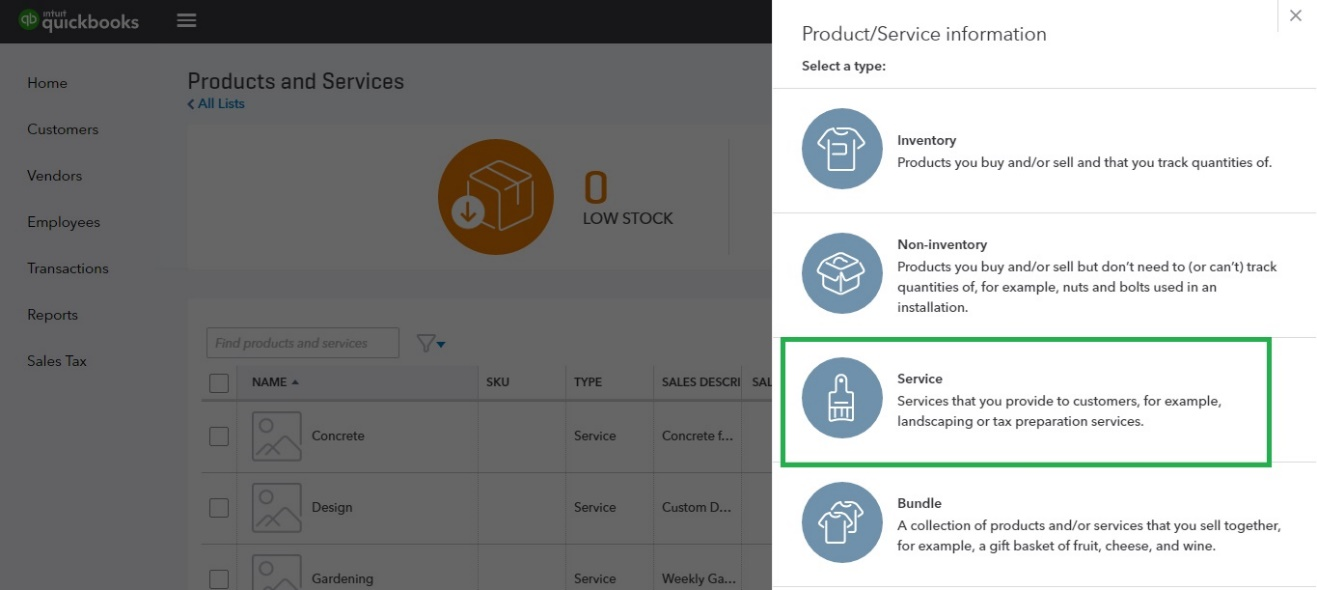 intuit
quickbooks
Home
Customers
Vendors
Employees
Transactions
Reports
Sales Tax
Products and Services
All Lists
0
LOW STOCK
Find products and services
NAME SKU TYPE SALES DESCRI SAL
Concrete Service Concrete f...
Design Service Custom D...
Gardening Service Weekly Ga...
Product/Service information
Select a type:
Inventory
Products you buy and/or sell and that you track quantities of.
Non-inventory
Products you buy and/or sell but don't need to (or can't) track
quantities of, for example, nuts and bolts used in an
installation.
Service
Services that you provide to customers, for example,
landscaping or tax preparation services.
Bundle
A collection of products and/or services that you sell together,
for example, a gift basket of fruit, cheese, and wine.